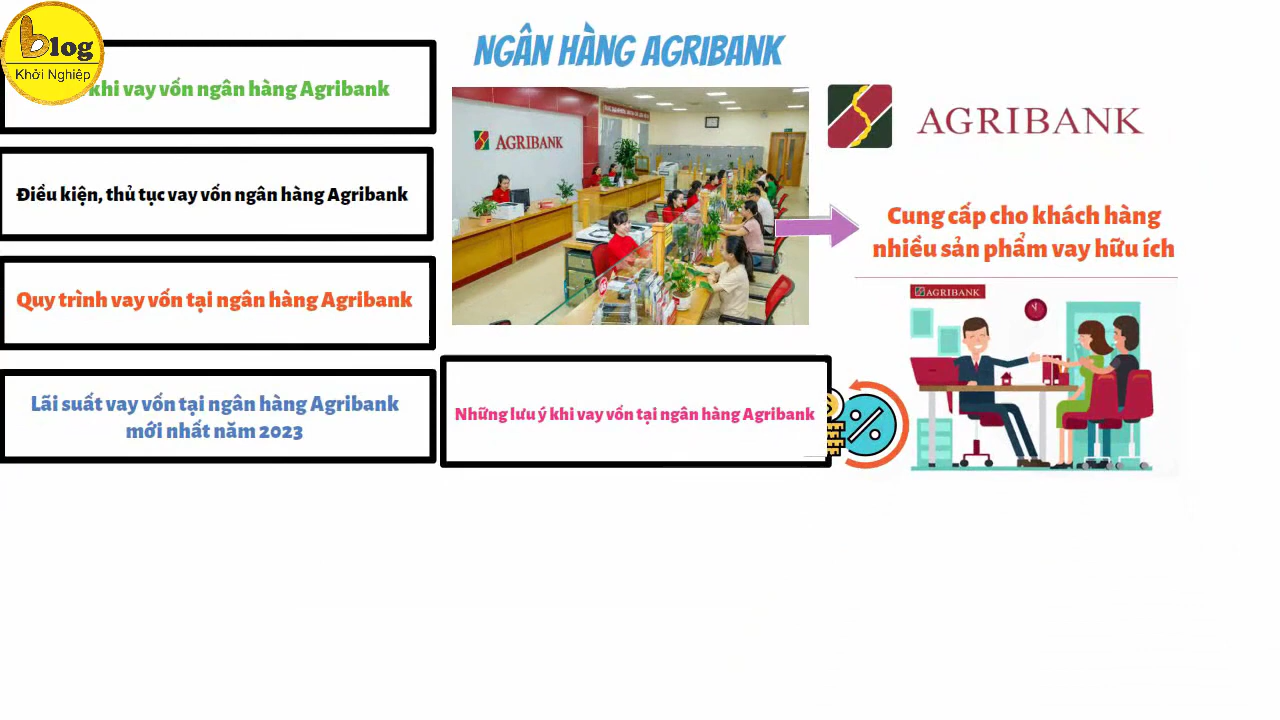 blog
Khởi Nghiệp
khi vay vốn ngân hàng Agribank
Điều kiện, thủ tục vay vốn ngân hàng Agribank
Quy trình vay vốn tại ngân hàng Agribank
Lãi suất vay vốn tại ngân hàng Agribank
mới nhất năm 2023
NGÂN HÀNG AGRIBANK
AGRIBANK
Những lưu ý khi vay vốn tại ngân hàng Agribank
AGRIBANK
Cung cấp cho khách hàng
nhiều sản phẩm vay hữu ích
AGRIBANK